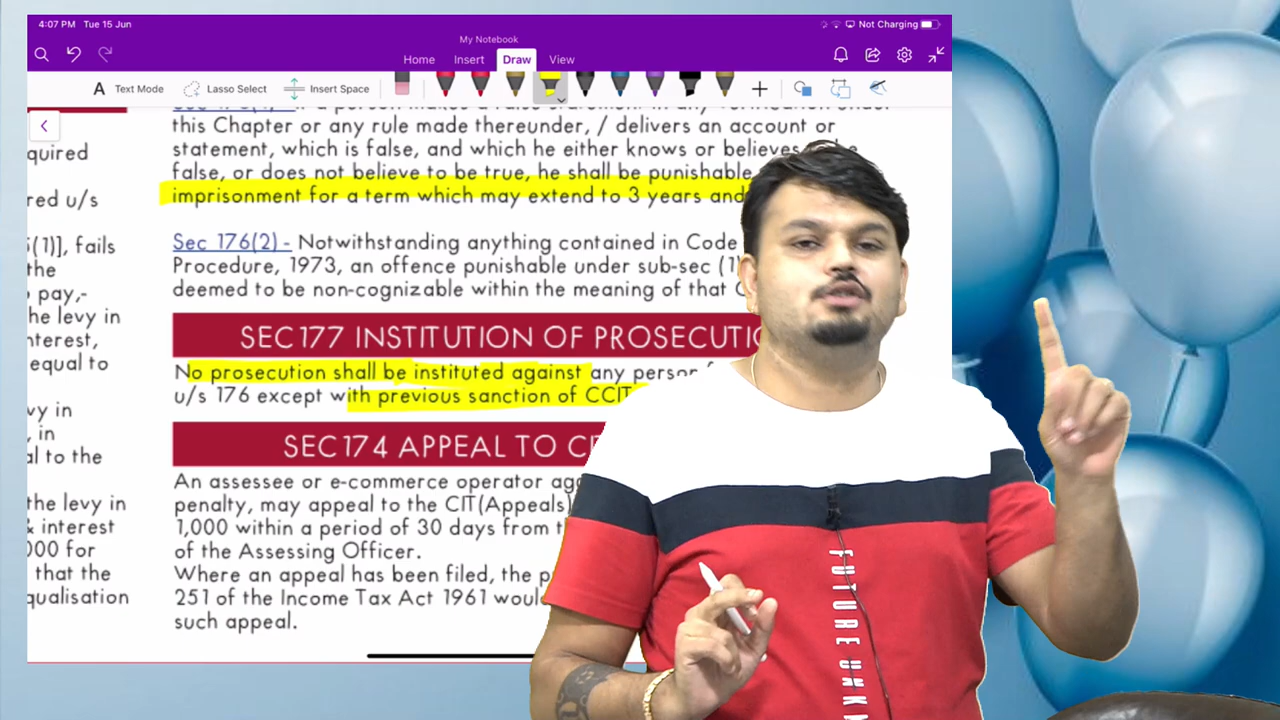 4:07 PM Tue 15 Jun
Not Charging
My Notebook
Home Insert Draw View
A Text Mode Lasso Select Insert Space
this Chapter or any rule made thereunder, / delivers an account or
statement, which is false, and which he either knows or believes
false, or does not believe to be true, he shall be punishable
imprisonment for a term which may extend to 3 years and
Sec 176(2) - Notwithstanding anything contained in Code
Procedure, 1973, an offence punishable under sub-sec (1)
deemed to be non-cognizable within the meaning of that
SEC 177 INSTITUTION OF PROSECUTIO
No prosecution shall be instituted against any person
u/s 176 except with previous sanction of CCIT
SEC 174 APPEAL TO
An assessee or e-commerce operator
penalty, may appeal to the CIT(Appeals)
1,000 within a period of 30 days from
of the Assessing Officer.
Where an appeal has been filed, the
251 of the Income Tax Act 1961
such appeal.
quired
red u/s
(1)], fails
the
pay,-
he levy in
nterest,
equal to
vy in
in
al to the
the levy in
& interest
000 for
that the
qualisation
FUTURE